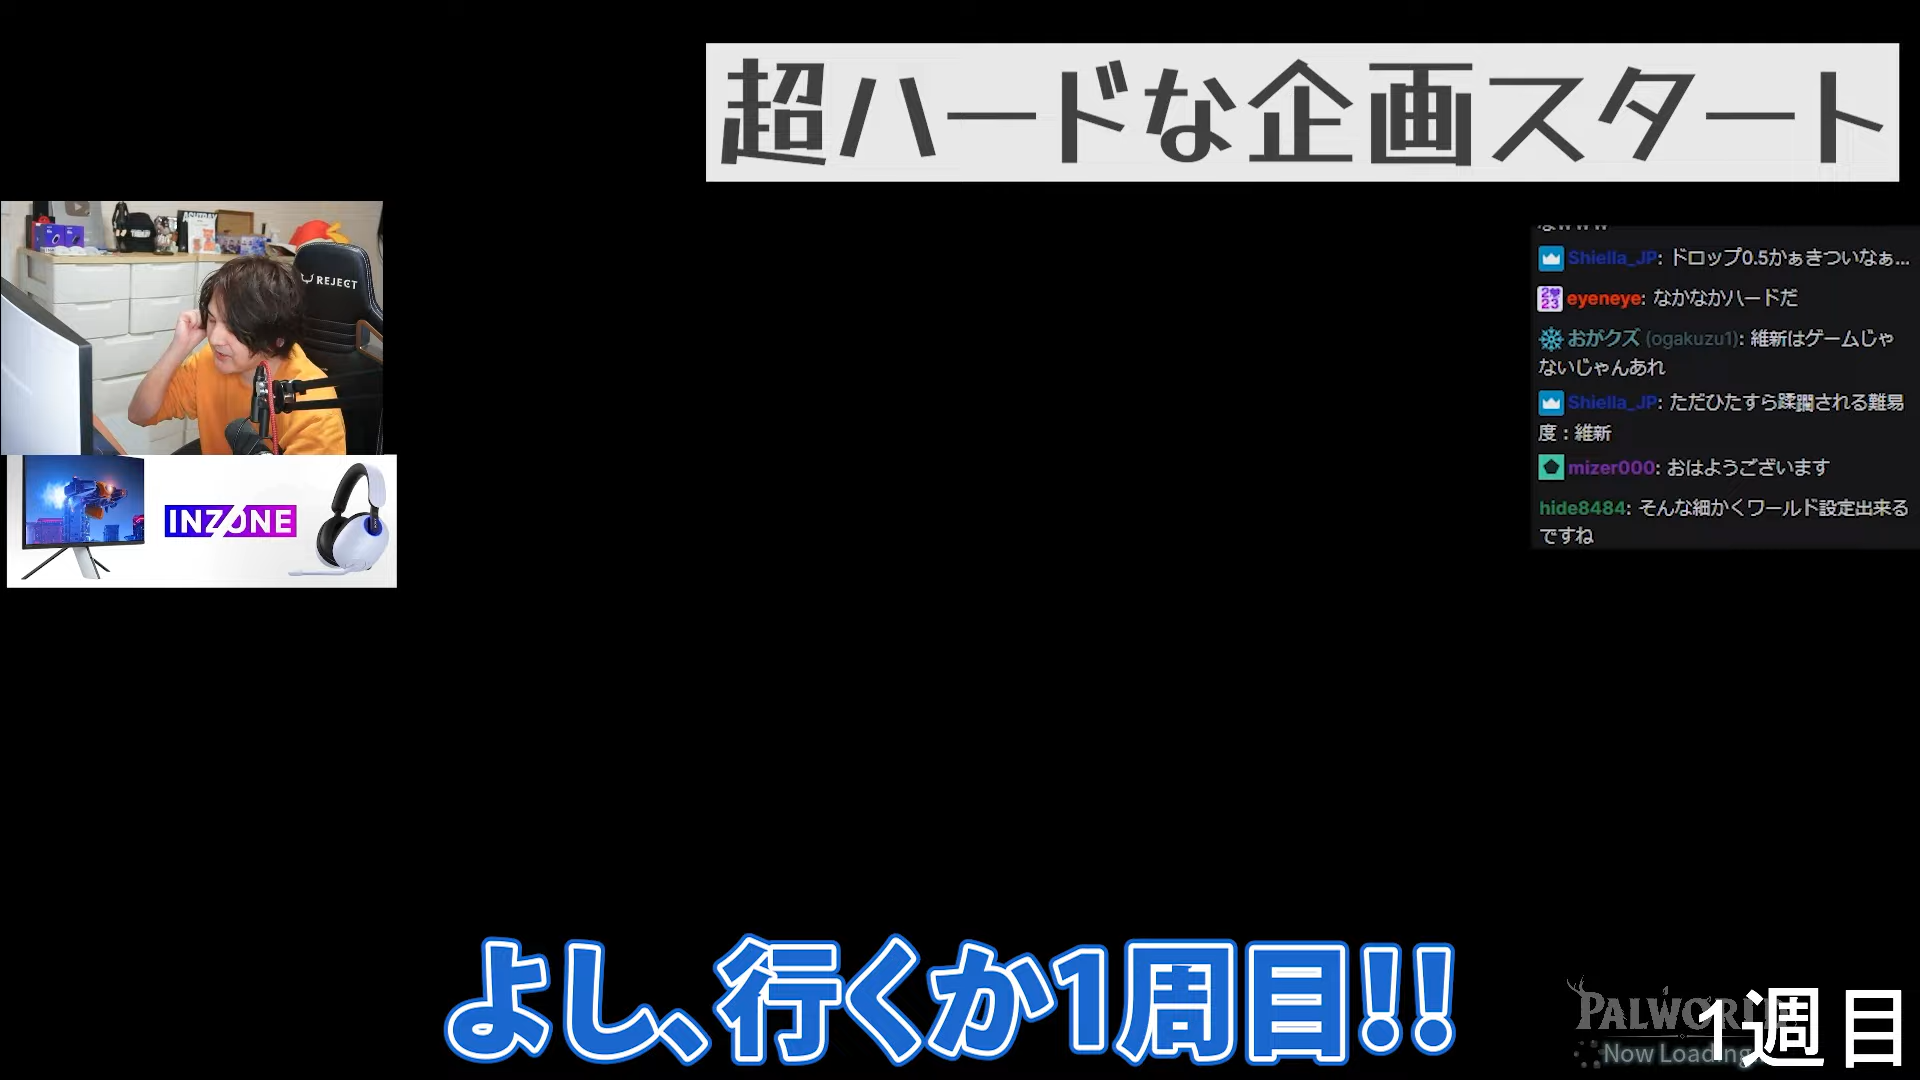 超ハードな企画スタート
REJECT
INZONE
Shiella_JP: ドロップ0.5かぁきついなぁ...
eyeneye: なかなかハードだ
おがクズ (ogakuzu1): 維新はゲームじゃ
ないじゃんあれ
Shiella_JP: ただひたすら蹂躙される難易
度：維新
mizer000: おはようございます
hide8484: そんな細かくワールド設定出来る
ですね
よし、行くか1周目!!
PALWORLD
Now Loading
1週目